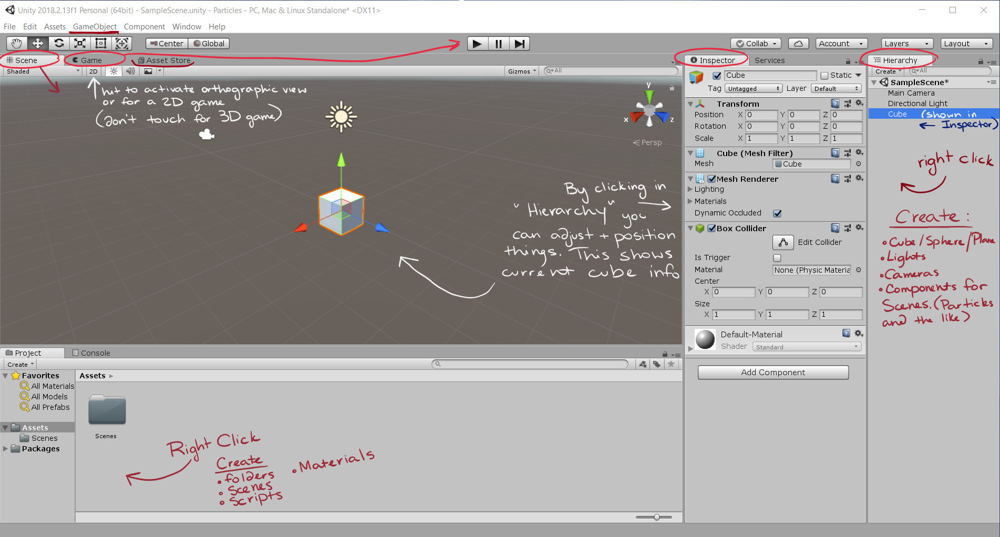 Unity 2018.2.13f1 Personal (64bit) - SampleScene.unity - Particles - PC, Mac & Linux Standalone* <DX11>
File Edit Assets GameObject Component Window Help
Center Global
Collab Account Layers Layout
Scene Game Asset Store
Shaded 2D Gizmos All
hit to activate orthographic view
or for a 2D game
(don't touch for 3D game)
y
x z
Persp
By clicking in
"Hierarchy" you
can adjust + position
things. This shows
current cube info
Inspector Services
Cube Static
Tag Untagged Layer Default
Transform
Position X 0 Y 0 Z 0
Rotation X 0 Y 0 Z 0
Scale X 1 Y 1 Z 1
Cube (Mesh Filter)
Mesh Cube
Mesh Renderer
Lighting
Materials
Dynamic Occluded
Box Collider
Edit Collider
Is Trigger
Material None (Physic Materia
Center
X 0 Y 0 Z 0
Size
X 1 Y 1 Z 1
Default-Material
Shader Standard
Add Component
Hierarchy
Create All
SampleScene*
Main Camera
Directional Light
Cube (shown in
Inspector)
right click
Create:
Cube/Sphere/Plane
Lights
Cameras
Components for
Scenes. (Particles
and the like)
Project Console
Create
Favorites
All Materials
All Models
All Prefabs
Assets
Scenes
Packages
Assets
Scenes
Right Click
Create
folders
Scenes
Scripts
Materials